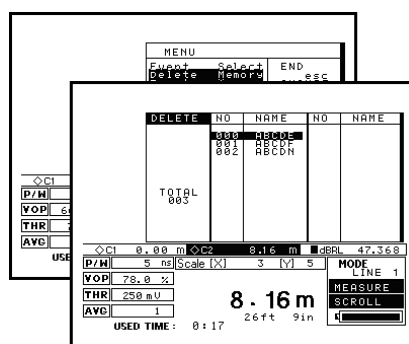 MENU
Event Select END
Delete Memory esc
◇C1
P/W
VOP 6
THR
AVG
USE
DELETE NO NAME NO NAME
000 ABCDE
001 ABCDF
002 ABCDN
TOTAL
003
◇C1 0.00 m ◇C2 8.16 m ■dBRL 47.368
P/W 5 ns Scale [X] 3 [Y] 5 MODE
LINE 1
VOP 78.0 %
MEASURE
THR 250 mV
SCROLL
8.16 m
AVG 1
26ft 9in
USED TIME: 0:17